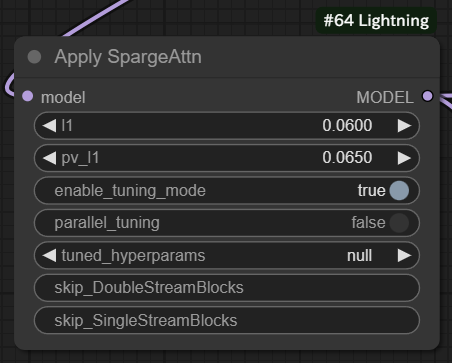 #64 Lightning
Apply SpargeAttn
model MODEL
l1 0.0600
pv_l1 0.0650
enable_tuning_mode true
parallel_tuning false
tuned_hyperparams null
skip_DoubleStreamBlocks
skip_SingleStreamBlocks